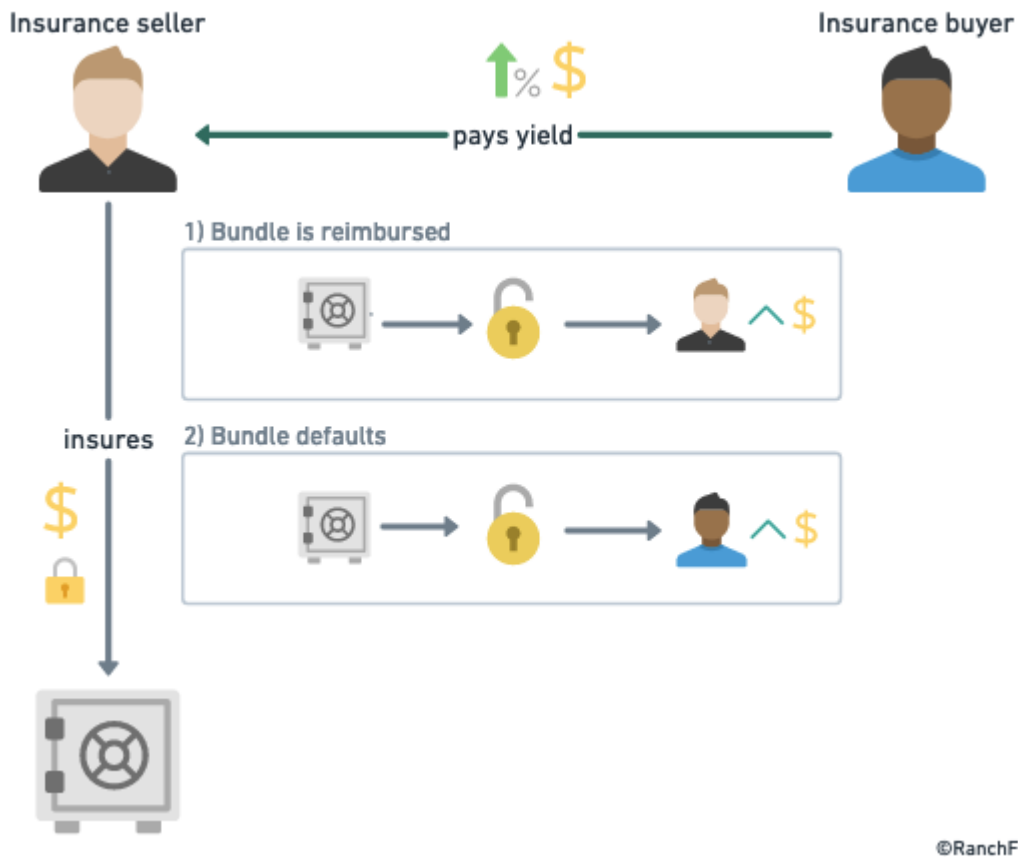 Insurance seller
Insurance buyer
% $
pays yield
1) Bundle is reimbursed
$
insures
2) Bundle defaults
$
$
©RanchF